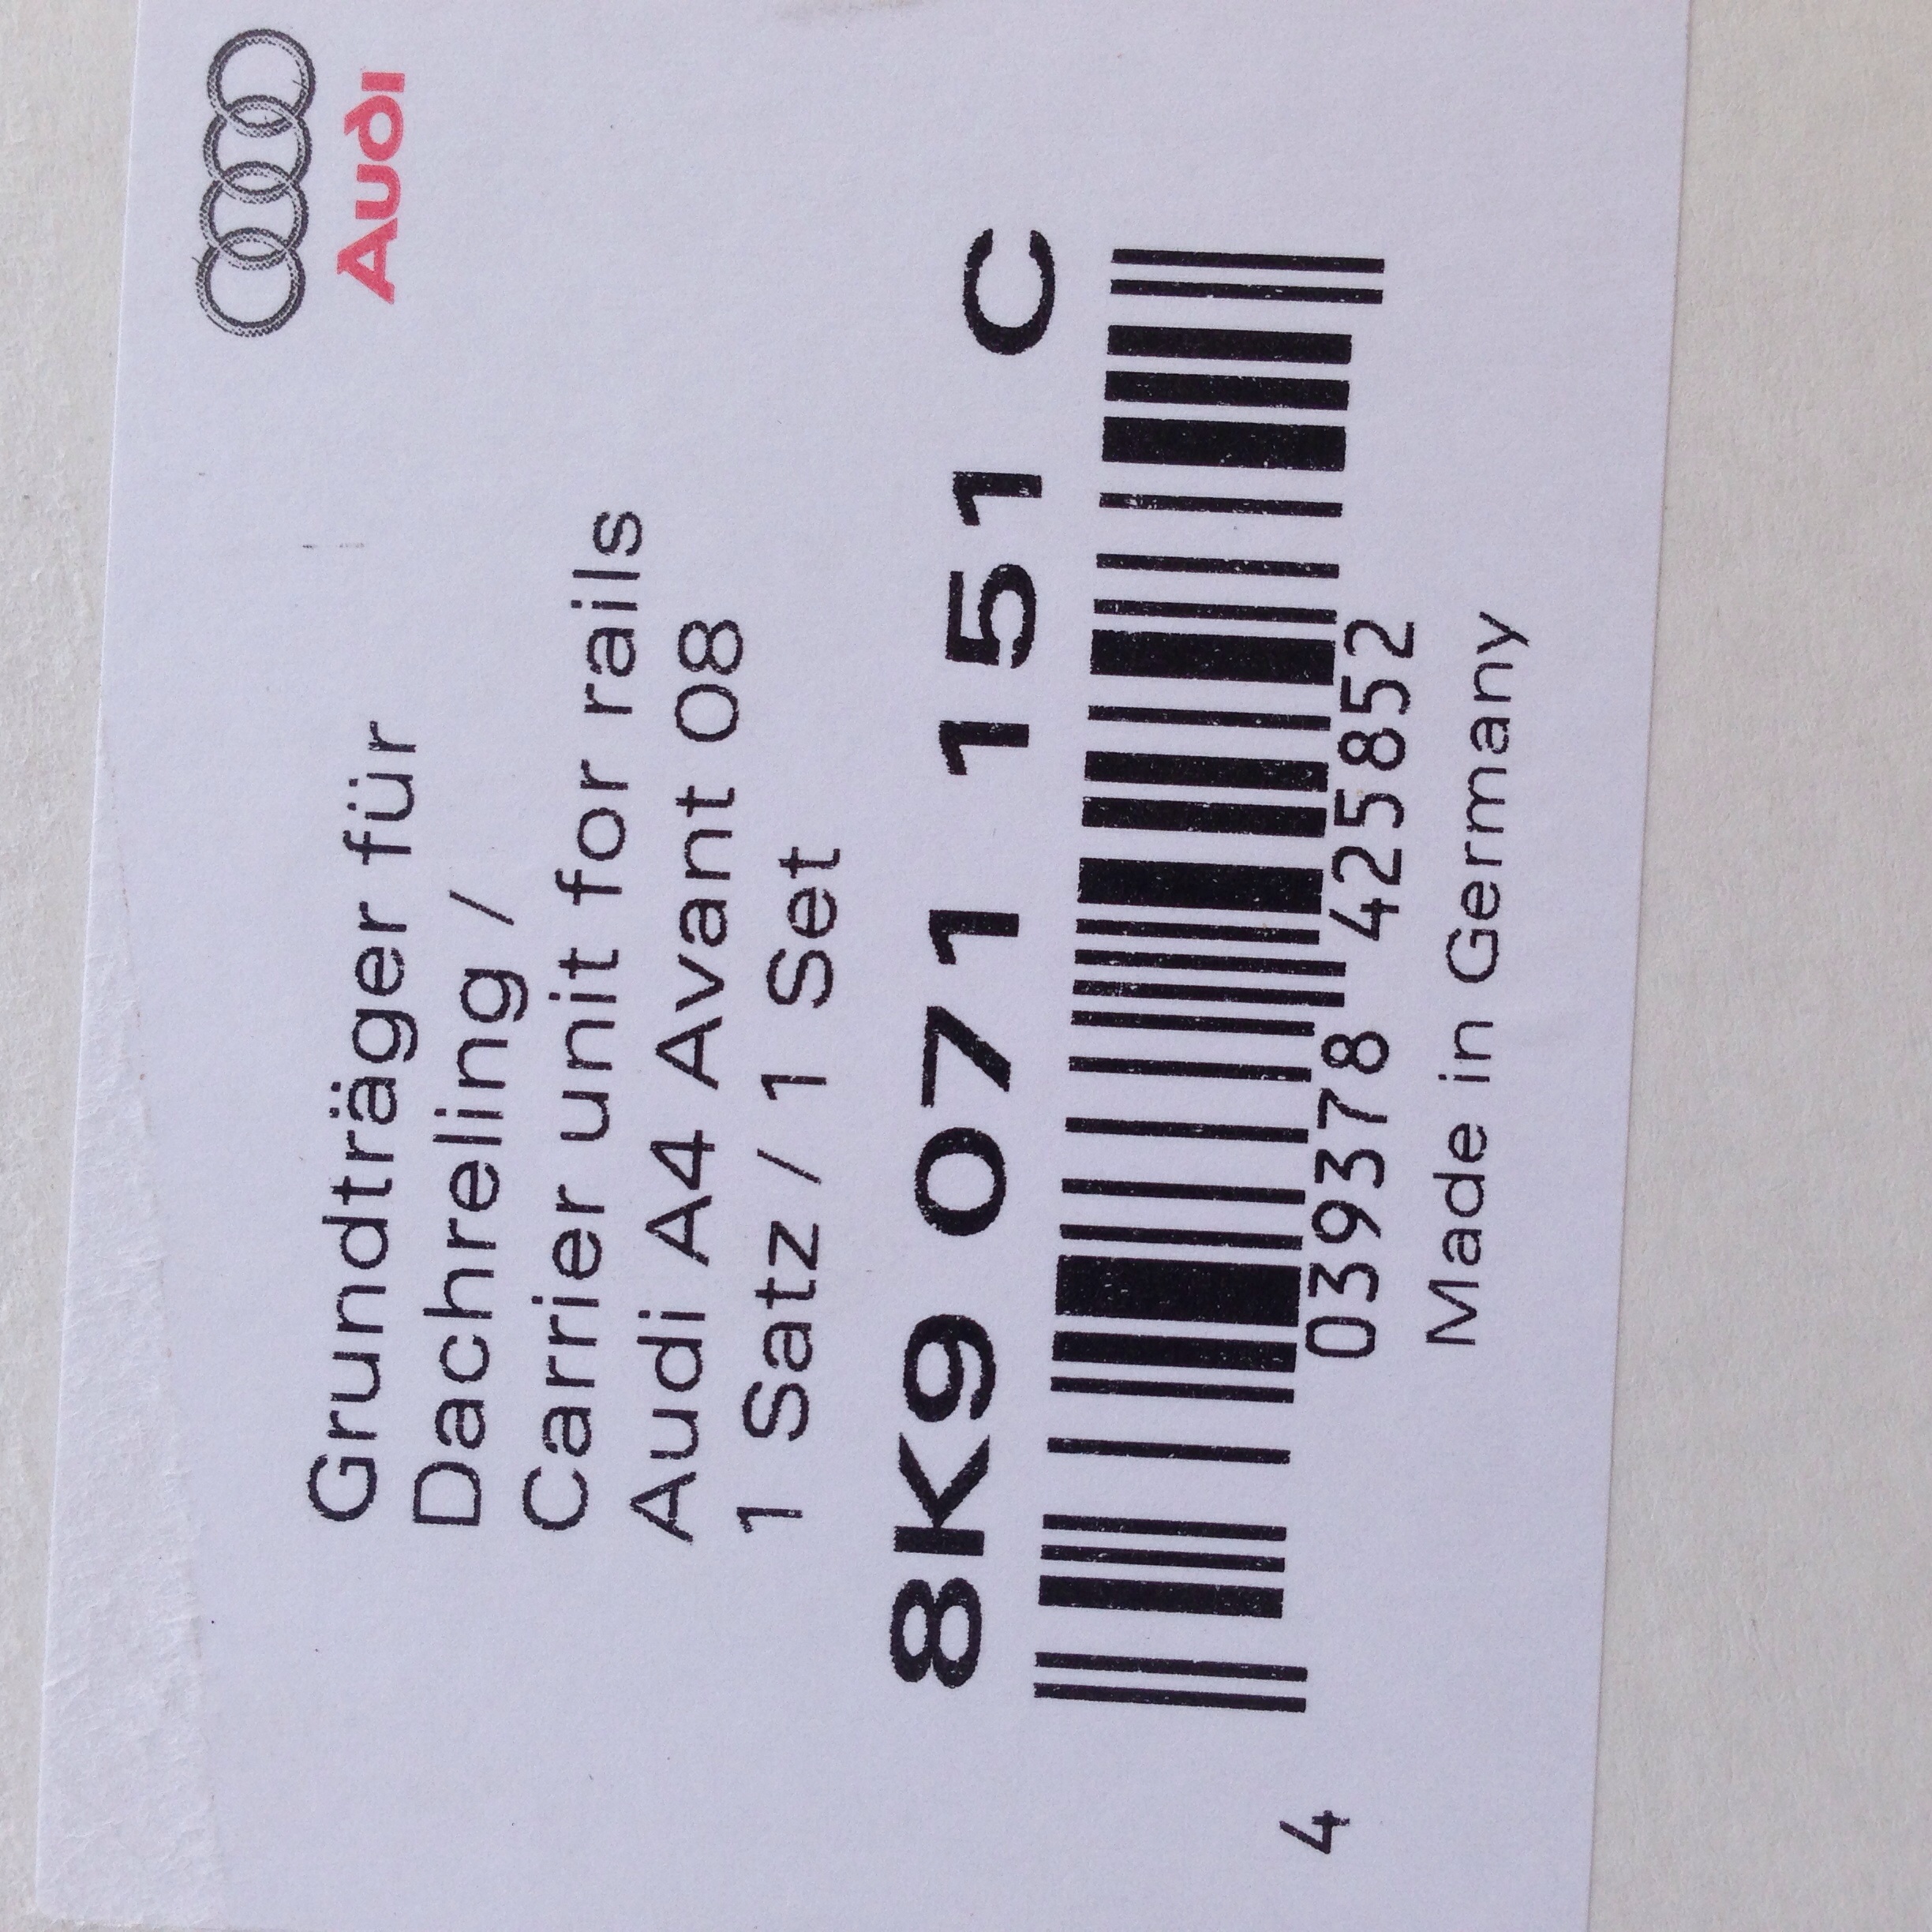 Audi
Grundträger für
Dachreling /
Carrier unit for rails
Audi A4 Avant 08
1 Satz / 1 Set
8K9 071 151 C
4 039378 425852
Made in Germany